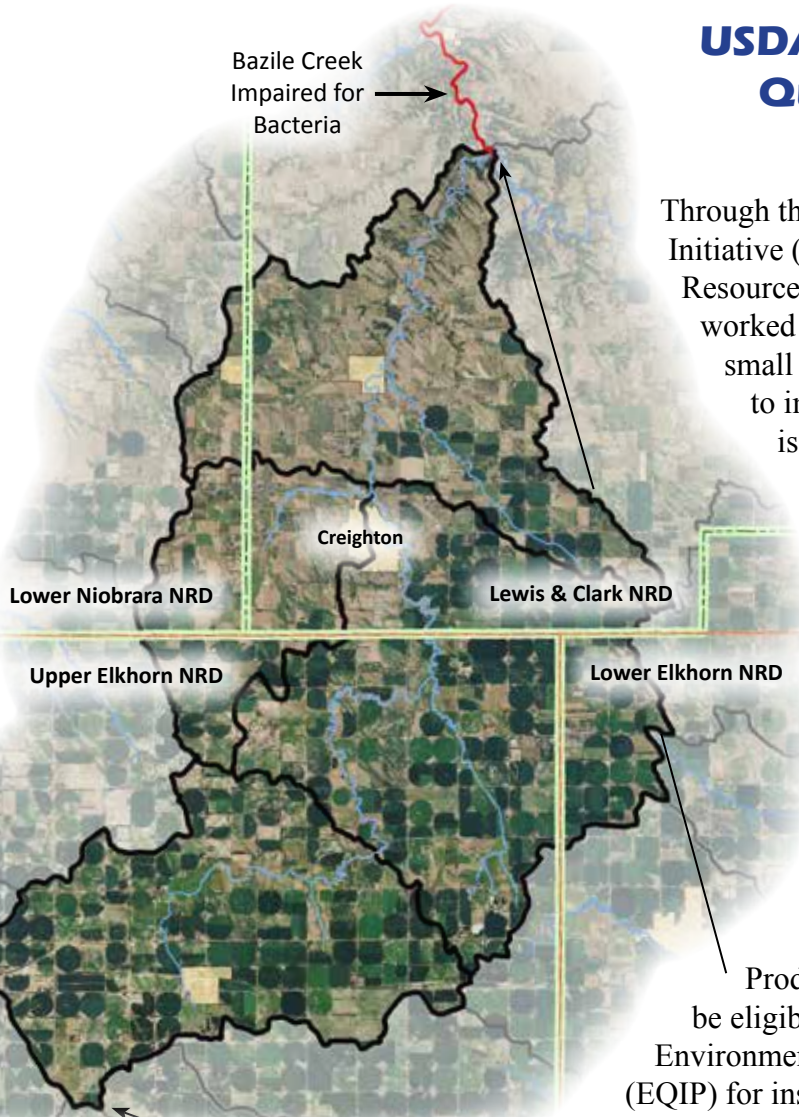 USDA
Bazile Creek
Impaired for
Bacteria
Through th
Initiative (
Resource
worked
small
to in
is
Creighton
Lower Niobrara NRD
Lewis & Clark NRD
Upper Elkhorn NRD
Lower Elkhorn NRD
Prod
be eligib
Environmen
(EQIP) for ins